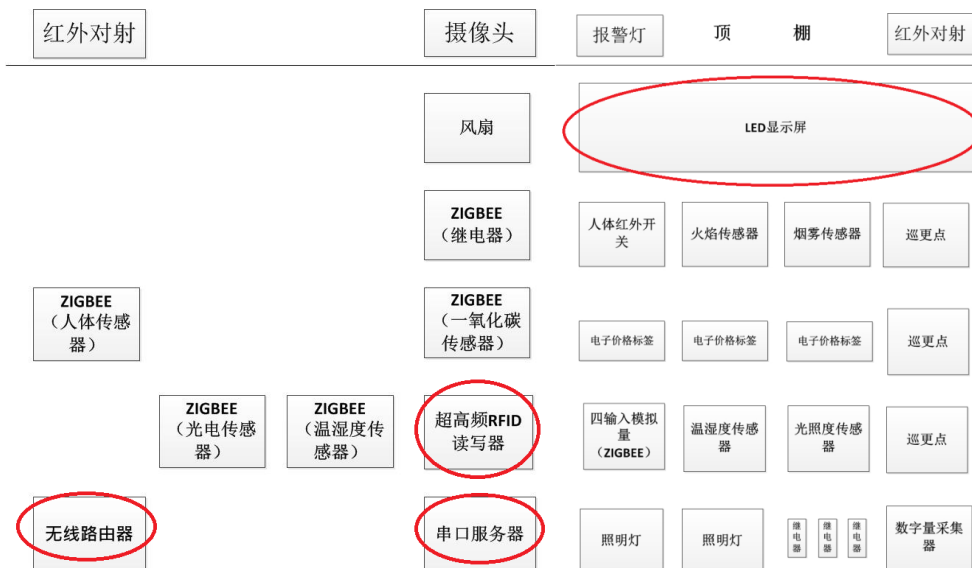 红外对射
摄像头
报警灯
顶 棚
红外对射
风扇
LED显示屏
ZIGBEE
（继电器）
人体红外开
关
火焰传感器
烟雾传感器
巡更点
ZIGBEE
（人体传感
器）
ZIGBEE
（一氧化碳
传感器）
电子价格标签
电子价格标签
电子价格标签
巡更点
ZIGBEE
（光电传感
器）
ZIGBEE
（温湿度传
感器）
超高频RFID
读写器
四输入模拟
量
（ZIGBEE）
温湿度传感
器
光照度传感
器
巡更点
无线路由器
串口服务器
照明灯
照明灯
继
电
器
继
电
器
继
电
器
数字量采集
器